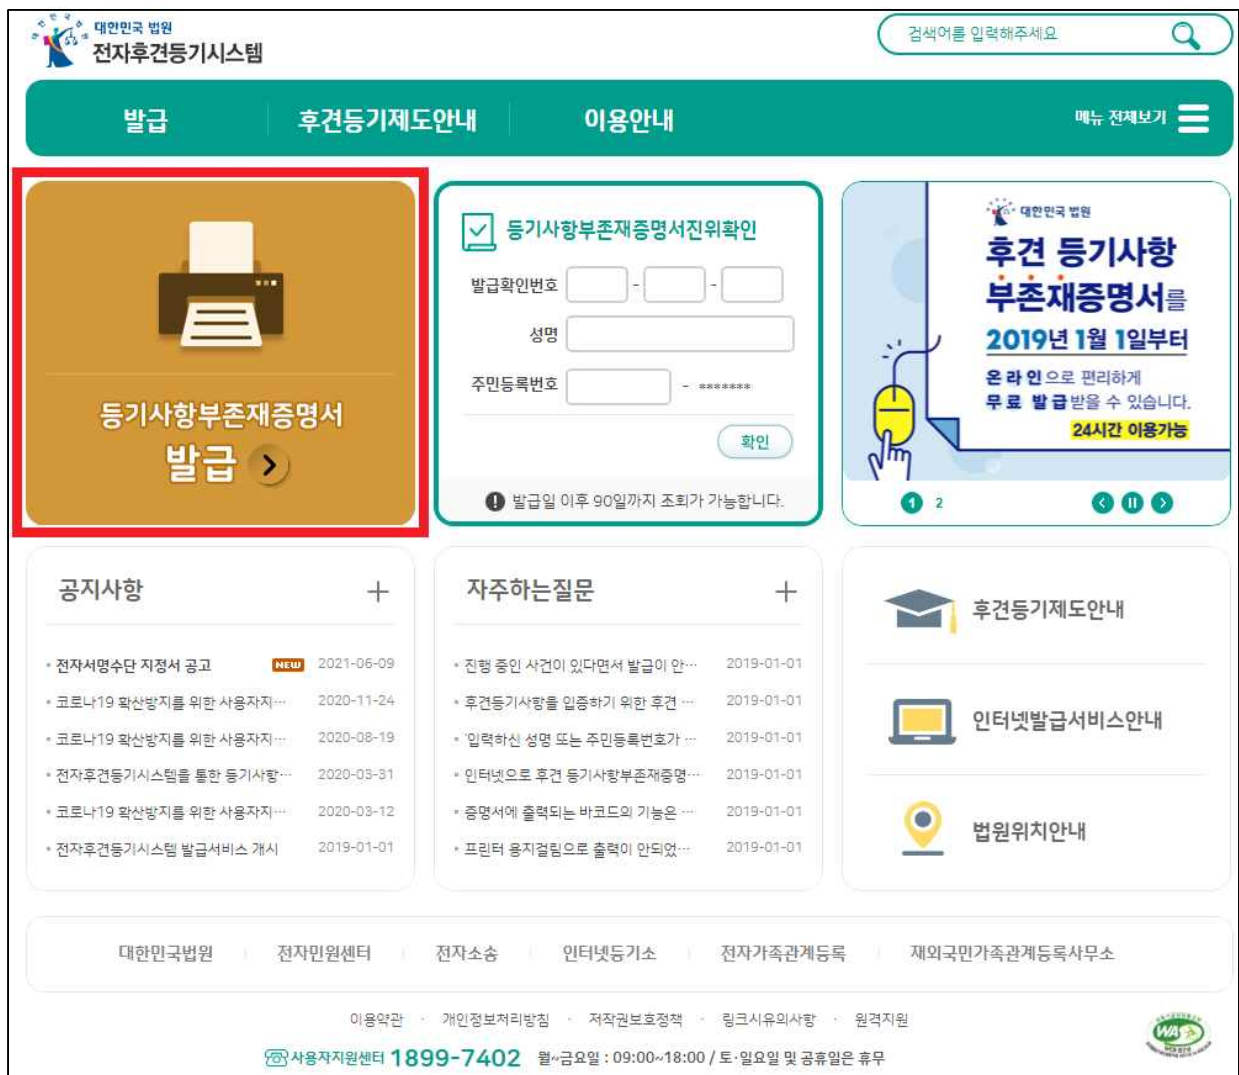 대한민국 법원
전자후견등기시스템
검색어를 입력해주세요
발급
후견등기제도안내
이용안내
메뉴 전체보기
등기사항부존재증명서
발급
등기사항부존재증명서진위확인
발급확인번호 - -
성명
주민등록번호 - *******
확인
발급일 이후 90일까지 조회가 가능합니다.
대한민국 법원
후견 등기사항
부존재증명서를
2019년 1월 1일부터
온라인으로 편리하게
무료 발급받을 수 있습니다.
24시간 이용가능
1 2
공지사항
전자서명수단 지정서 공고 NEW 2021-06-09
코로나19 확산방지를 위한 사용자지… 2020-11-24
코로나19 확산방지를 위한 사용자지… 2020-08-19
전자후견등기시스템을 통한 등기사항… 2020-03-31
코로나19 확산방지를 위한 사용자지… 2020-03-12
전자후견등기시스템 발급서비스 개시 2019-01-01
자주하는질문
진행 중인 사건이 있다면서 발급이 안… 2019-01-01
후견등기사항을 입증하기 위한 후견 … 2019-01-01
'입력하신 성명 또는 주민등록번호가 … 2019-01-01
인터넷으로 후견 등기사항부존재증명… 2019-01-01
증명서에 출력되는 바코드의 기능은 … 2019-01-01
프린터 용지걸림으로 출력이 안되었… 2019-01-01
후견등기제도안내
인터넷발급서비스안내
법원위치안내
대한민국법원
전자민원센터
전자소송
인터넷등기소
전자가족관계등록
재외국민가족관계등록사무소
이용약관 · 개인정보처리방침 · 저작권보호정책 · 링크시유의사항 · 원격지원
사용자지원센터 1899-7402 월~금요일 : 09:00~18:00 / 토·일요일 및 공휴일은 휴무
WA